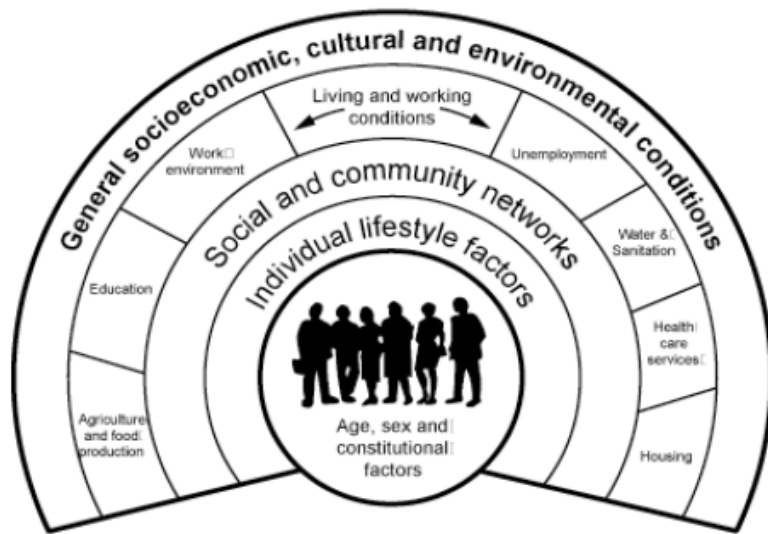 General socioeconomic, cultural and environmental conditions
Living and working
conditions
Work
environment
Unemployment
Education
Water &
Sanitation
Agriculture
and food
production
Health
care
services
Housing
Social and community networks
Individual lifestyle factors
Age, sex and
constitutional
factors